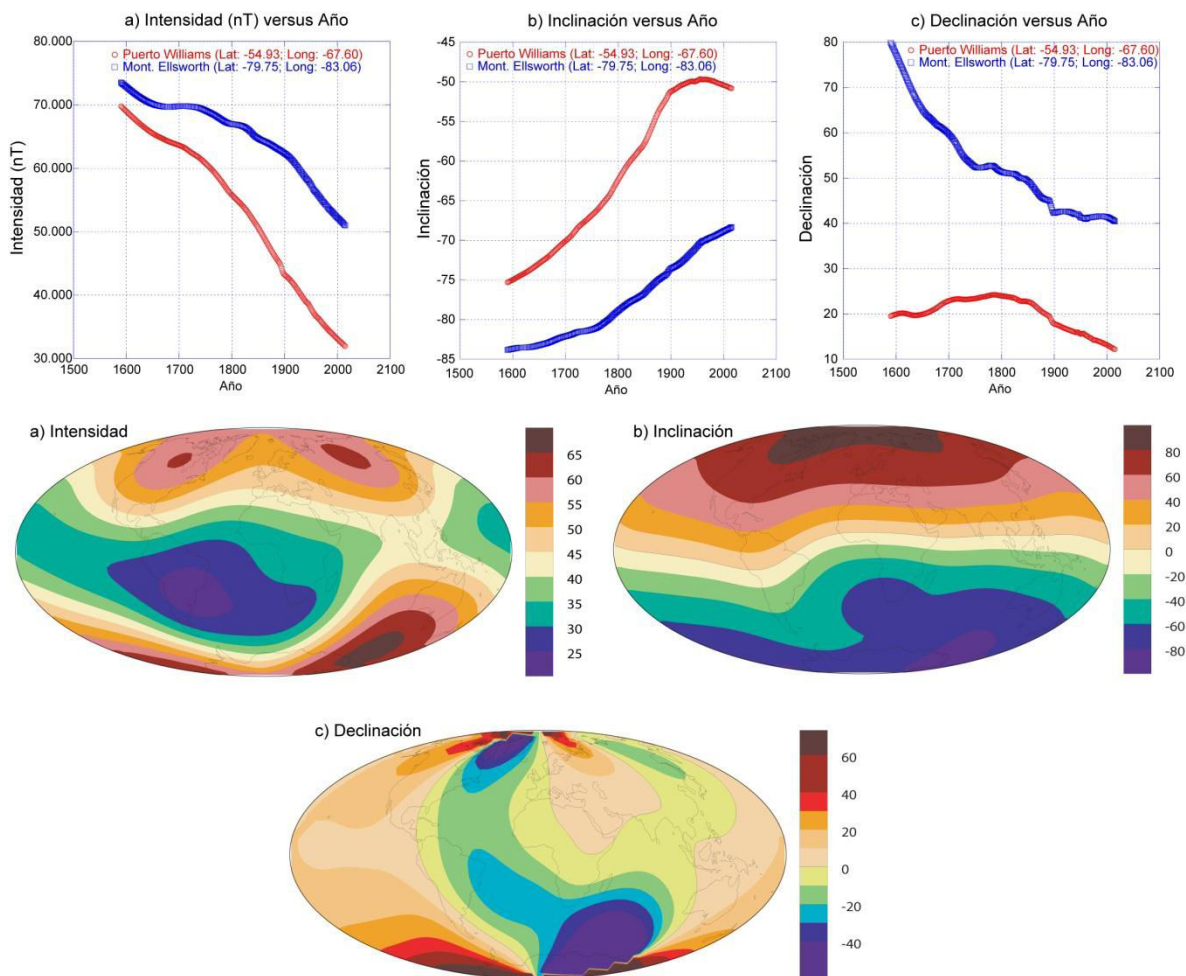 a) Intensidad (nT) versus Año
80.000
70.000
60.000
50.000
40.000
30.000
Intensidad (nT)
Puerto Williams (Lat: -54.93; Long: -67.60)
Mont. Ellsworth (Lat: -79.75; Long: -83.06)
1500 1600 1700 1800 1900 2000 2100
Año
b) Inclinación versus Año
-45
-50
-55
-60
-65
-70
-75
-80
-85
Inclinación
Puerto Williams (Lat: -54.93; Long: -67.60)
Mont. Ellsworth (Lat: -79.75; Long: -83.06)
1500 1600 1700 1800 1900 2000 2100
Año
c) Declinación versus Año
80
70
60
50
40
30
20
10
Declinación
Puerto Williams (Lat: -54.93; Long: -67.60)
Mont. Ellsworth (Lat: -79.75; Long: -83.06)
1500 1600 1700 1800 1900 2000 2100
Año
a) Intensidad
65
60
55
50
45
40
35
30
25
b) Inclinación
80
60
40
20
0
-20
-40
-60
-80
c) Declinación
60
40
20
0
-20
-40